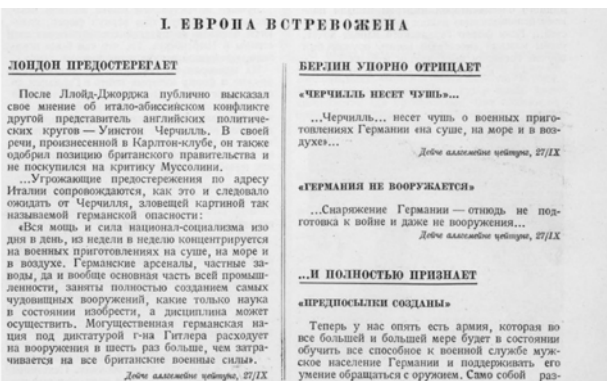 I. ЕВРОПА ВСТРЕВОЖЕНА
ЛОНДОН ПРЕДОСТЕРЕГАЕТ
После Ллойд-Джорджа публично высказал
свое мнение об итало-абиссинском конфликте
другой представитель английских политиче-
ских кругов — Уинстон Черчилль. В своей
речи, произнесенной в Карлтон-клубе, он также
одобрил позицию британского правительства и
не поскупился на критику Муссолини.
...Угрожающие предостережения по адресу
Италии сопровождаются, как это и следовало
ожидать от Черчилля, зловещей картиной так
называемой германской опасности:
«Вся мощь и сила национал-социализма изо
дня в день, из недели в неделю концентрируется
на военных приготовлениях на суше, на море и
в воздухе. Германские арсеналы, частные за-
воды, да и вообще основная часть всей промыш-
ленности, заняты полностью созданием самых
чудовищных вооружений, какие только наука
в состоянии изобрести, а дисциплина может
осуществить. Могущественная германская на-
ция под диктатурой г-на Гитлера расходует
на вооружения в шесть раз больше, чем затра-
чивается на все британские военные силы».
Дейче алгемейне цейтунг, 27/IX
БЕРЛИН УПОРНО ОТРИЦАЕТ
«ЧЕРЧИЛЛЬ НЕСЕТ ЧУШЬ»...
...Черчилль... несет чушь о военных приго-
товлениях Германии «на суше, на море и в воз-
духе»...
Дейче алгемейне цейтунг, 27/IX
«ГЕРМАНИЯ НЕ ВООРУЖАЕТСЯ»
...Снаряжение Германии — отнюдь не под-
готовка к войне и даже не вооружения...
Дейче алгемейне цейтунг, 27/IX
...И ПОЛНОСТЬЮ ПРИЗНАЕТ
«ПРЕДПОСЫЛКИ СОЗДАНЫ»
Теперь у нас опять есть армия, которая во
все большей и большей мере будет в состоянии
обучить все способное к военной службе муж-
ское население Германии и поддерживать его
умение обращаться с оружием. Само собой раз-